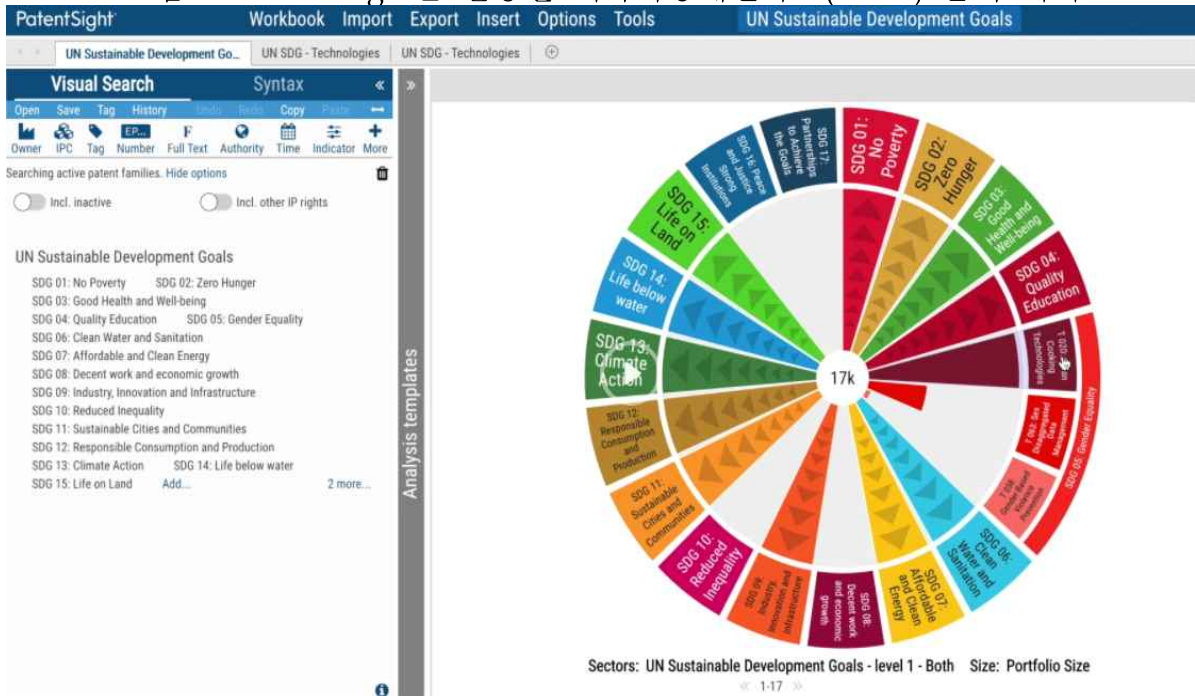 PatentSight
Workbook Import Export Insert Options Tools
UN Sustainable Development Goals
UN Sustainable Development Go...
UN SDG - Technologies
UN SDG - Technologies
Visual Search
Syntax
Open Save Tag History Undo Redo Copy Paste
EP...
Owner IPC Tag Number Full Text Authority Time Indicator More
Searching active patent families. Hide options
Incl. inactive
Incl. other IP rights
UN Sustainable Development Goals
SDG 01: No Poverty SDG 02: Zero Hunger
SDG 03: Good Health and Well-being
SDG 04: Quality Education SDG 05: Gender Equality
SDG 06: Clean Water and Sanitation
SDG 07: Affordable and Clean Energy
SDG 08: Decent work and economic growth
SDG 09: Industry, Innovation and Infrastructure
SDG 10: Reduced Inequality
SDG 11: Sustainable Cities and Communities
SDG 12: Responsible Consumption and Production
SDG 13: Climate Action SDG 14: Life below water
SDG 15: Life on Land Add... 2 more...
Analysis templates
SDG 01:
No
Poverty
SDG 02:
Zero
Hunger
SDG 03:
Good
Health and
Well-being
SDG 04:
Quality
Education
Cooking
Technologies
T 063: Sex
Disaggregated
Data
Management
Gender Based
Violence
Prevention
SDG 05: Gender Equality
SDG 06:
Clean
Water and
Sanitation
SDG 07:
Affordable
and Clean
Energy
SDG 08:
Decent work
and economic
growth
SDG 09:
Industry,
Innovation and
Infrastructure
SDG 10:
Reduced
Inequality
SDG 11:
Sustainable
Cities and
Communities
SDG 12:
Responsible
Consumption
and
Production
SDG 13:
Climate
Action
SDG 14:
Life below
water
SDG 15:
Life on
Land
SDG 16: Peace
and Justice
Strong
Institutions
SDG 17:
Partnerships
to Achieve
the Goals
17k
Sectors: UN Sustainable Development Goals - level 1 - Both Size: Portfolio Size
1-17